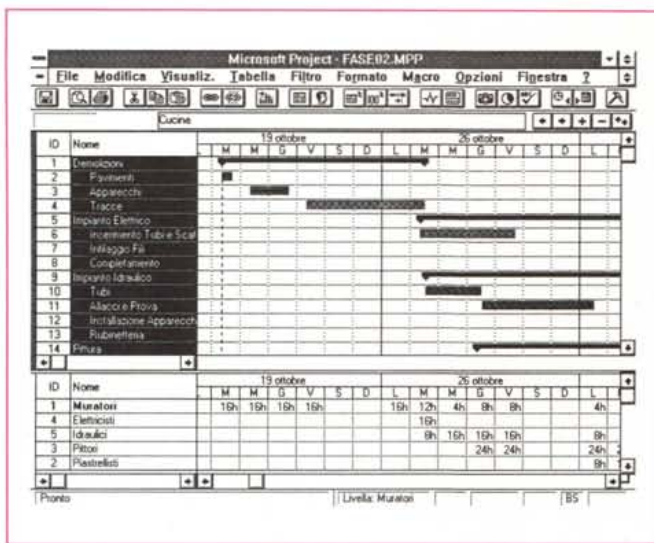 Microsoft Project - FASE02.MPP
File Modifica Visualiz. Tabella Filtro Formato Macro Opzioni Finestra ?
Cucine
ID Nome 19 ottobre 26 ottobre
L M M G V S D L M M G V S D L
1 Demolizioni
2 Pavimenti
3 Apparecchi
4 Tracce
5 Impianto Elettrico
6 Inserimento Tubi e Scat
7 Infilaggio Fili
8 Completamento
9 Impianto Idraulico
10 Tubi
11 Allacci e Prova
12 Installazione Apparecch
13 Rubinetteria
14 Pittura
ID Nome 19 ottobre 26 ottobre
L M M G V S D L M M G V S D L
1 Muratori 16h 16h 16h 16h 16h 12h 4h 8h 8h 4h
4 Elettricisti 16h
5 Idraulici 8h 16h 16h 16h 8h
3 Pittori 24h 24h 24h
2 Piastrellisti 8h
Pronto Livella: Muratori BS